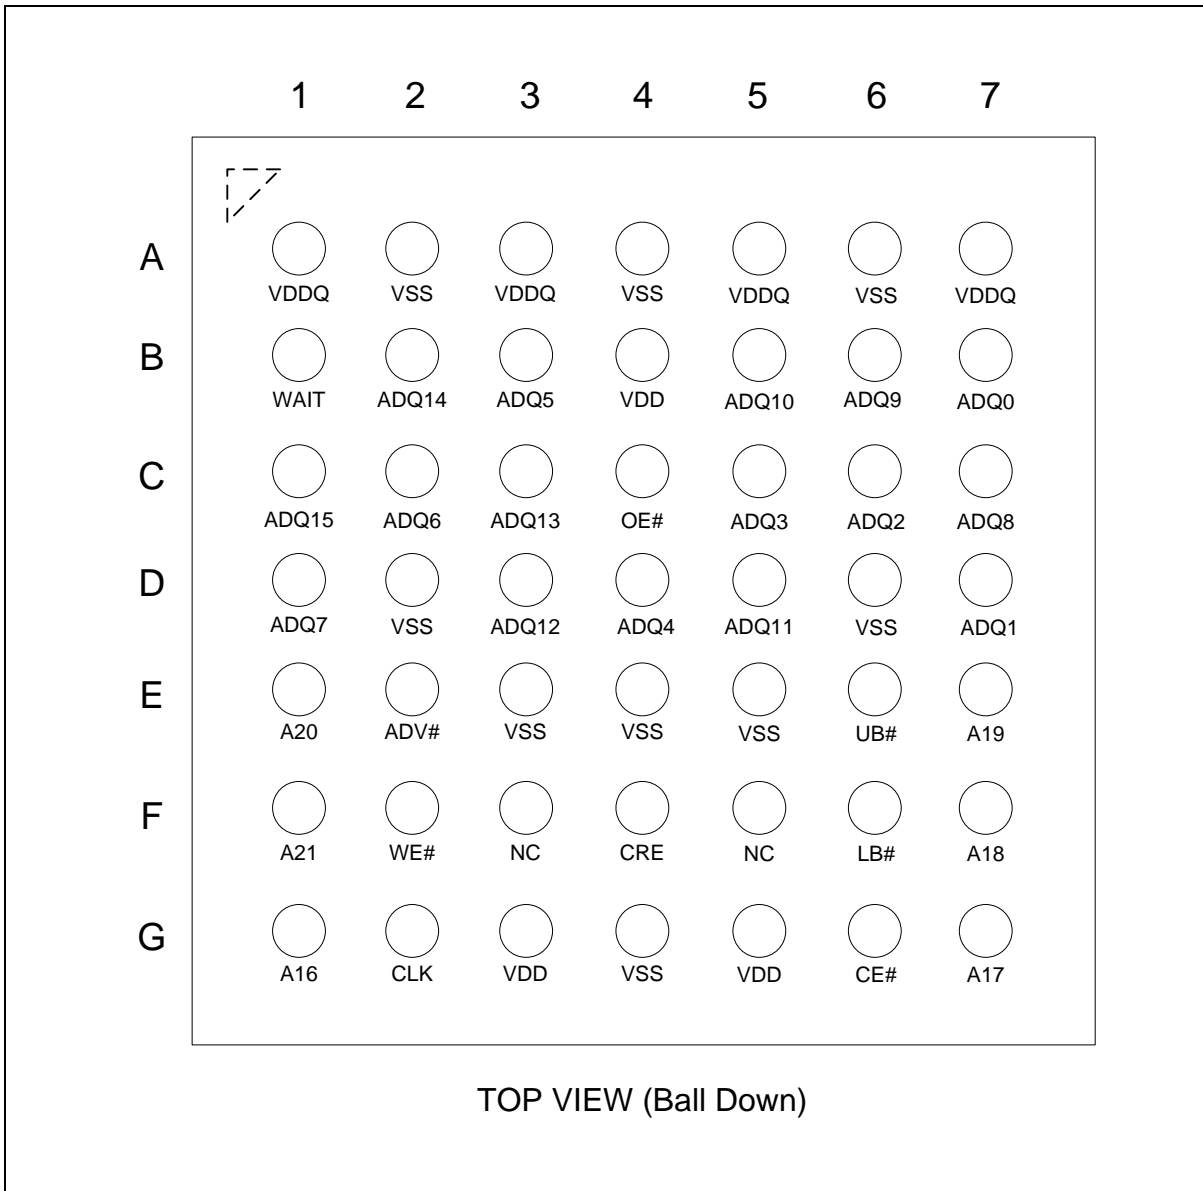 1 2 3 4 5 6 7
A
VDDQ VSS VDDQ VSS VDDQ VSS VDDQ
B
WAIT ADQ14 ADQ5 VDD ADQ10 ADQ9 ADQ0
C
ADQ15 ADQ6 ADQ13 OE# ADQ3 ADQ2 ADQ8
D
ADQ7 VSS ADQ12 ADQ4 ADQ11 VSS ADQ1
E
A20 ADV# VSS VSS VSS UB# A19
F
A21 WE# NC CRE NC LB# A18
G
A16 CLK VDD VSS VDD CE# A17
TOP VIEW (Ball Down)